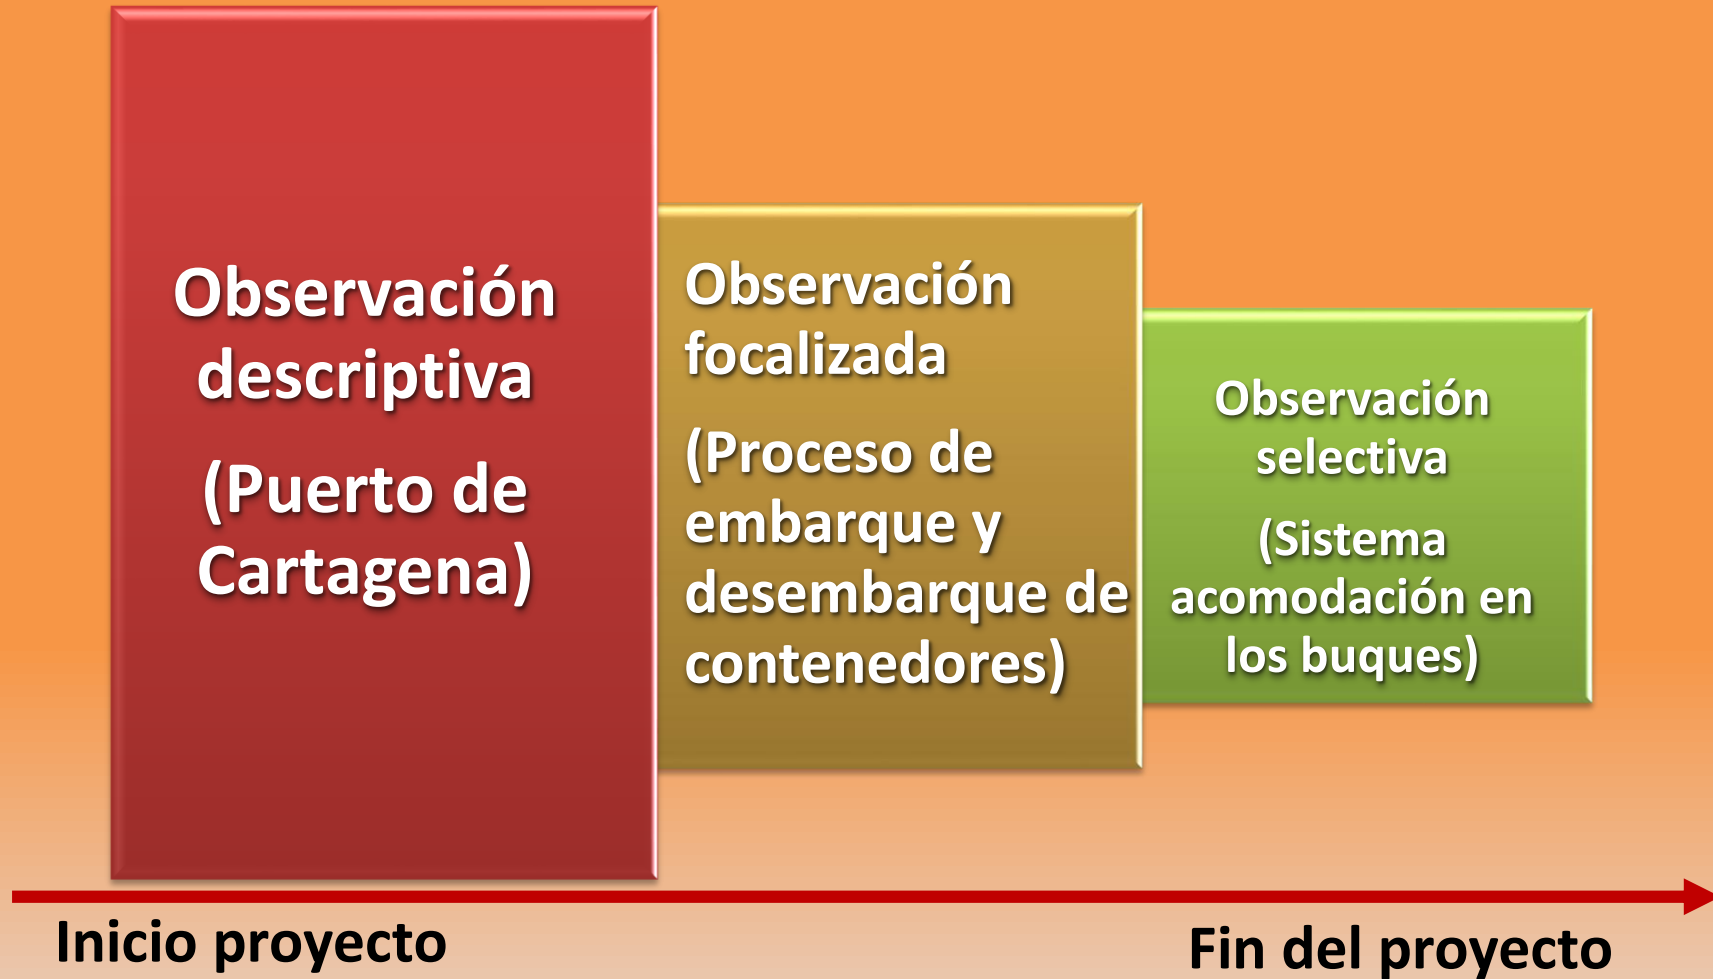 Observación
descriptiva
(Puerto de
Cartagena)
Observación
focalizada
(Proceso de
embarque y
desembarque de
contenedores)
Observación
selectiva
(Sistema
acomodación en
los buques)
Inicio proyecto
Fin del proyecto